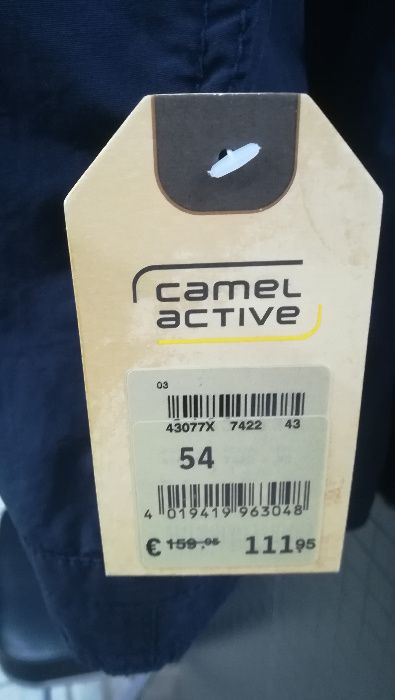 camel
active
03
43077X 7422 43
54
4 019419 963048
€ 159.95 111,95